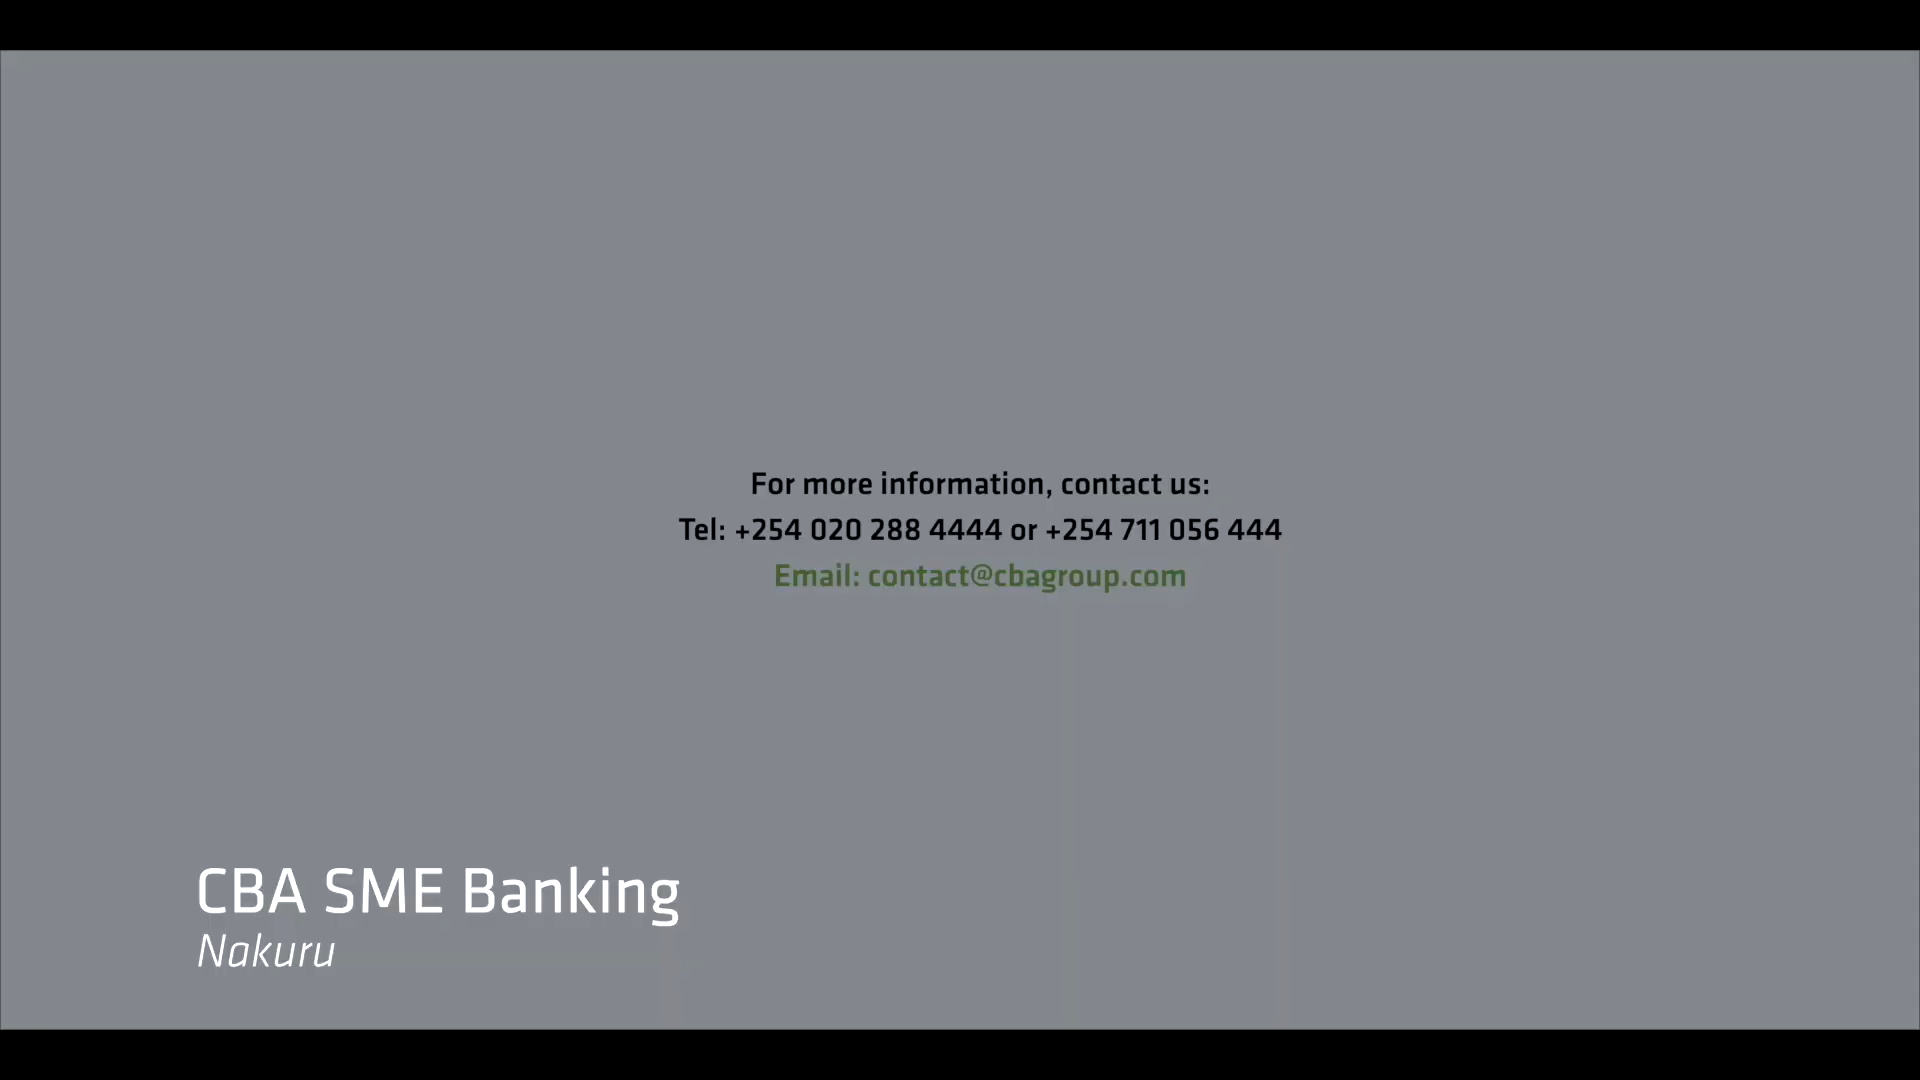 For more information, contact us:
Tel: +254 020 288 4444 or +254 711 056 444
Email: contact@cbagroup.com
CBA SME Banking
Nakuru